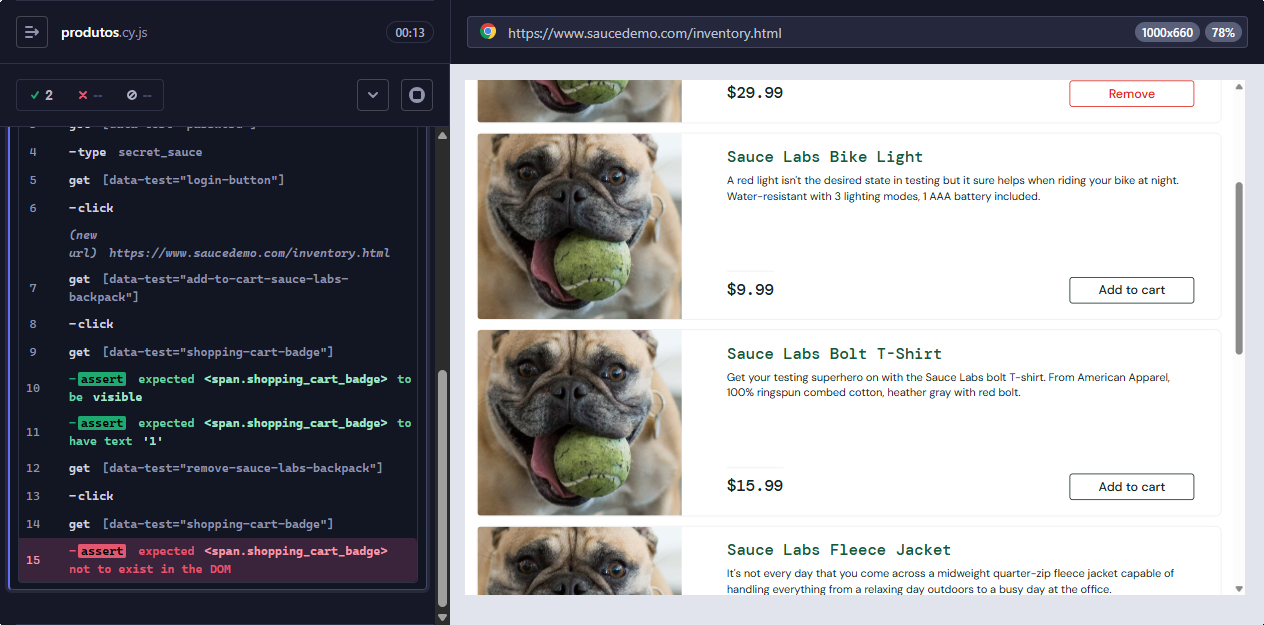 produtos.cy.js
00:13
2 -- --
4 -type secret_sauce
5 get [data-test="login-button"]
6 -click
(new
url) https://www.saucedemo.com/inventory.html
7 get [data-test="add-to-cart-sauce-labs-
backpack"]
8 -click
9 get [data-test="shopping-cart-badge"]
10 -assert expected <span.shopping_cart_badge> to
be visible
11 -assert expected <span.shopping_cart_badge> to
have text '1'
12 get [data-test="remove-sauce-labs-backpack"]
13 -click
14 get [data-test="shopping-cart-badge"]
15 -assert expected <span.shopping_cart_badge>
not to exist in the DOM
https://www.saucedemo.com/inventory.html
1000x660 78%
$29.99
Remove
Sauce Labs Bike Light
A red light isn't the desired state in testing but it sure helps when riding your bike at night.
Water-resistant with 3 lighting modes, 1 AAA battery included.
$9.99
Add to cart
Sauce Labs Bolt T-Shirt
Get your testing superhero on with the Sauce Labs bolt T-shirt. From American Apparel,
100% ringspun combed cotton, heather gray with red bolt.
$15.99
Add to cart
Sauce Labs Fleece Jacket
It's not every day that you come across a midweight quarter-zip fleece jacket capable of
handling everything from a relaxing day outdoors to a busy day at the office.